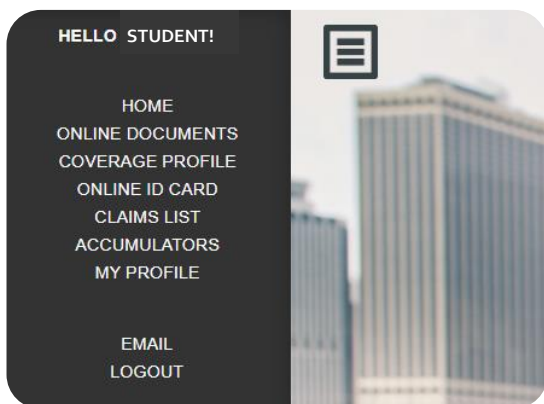 HELLO STUDENT!
HOME
ONLINE DOCUMENTS
COVERAGE PROFILE
ONLINE ID CARD
CLAIMS LIST
ACCUMULATORS
MY PROFILE
EMAIL
LOGOUT